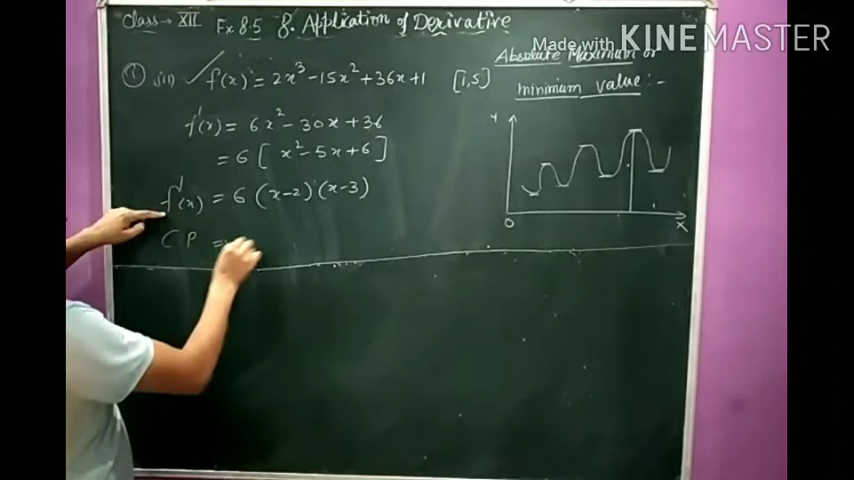 Class → XII Ex 8.5 8. Application of Derivative
Made with KINEMASTER
Absolute Maximum or
minimum value :-
① f(x) = 2x³ - 15x² + 36x + 1 [1, 5]
f'(x) = 6x² - 30x + 36
= 6 [ x² - 5x + 6 ]
f'(x) = 6 (x-2) (x-3)
C P =
Y
O
X